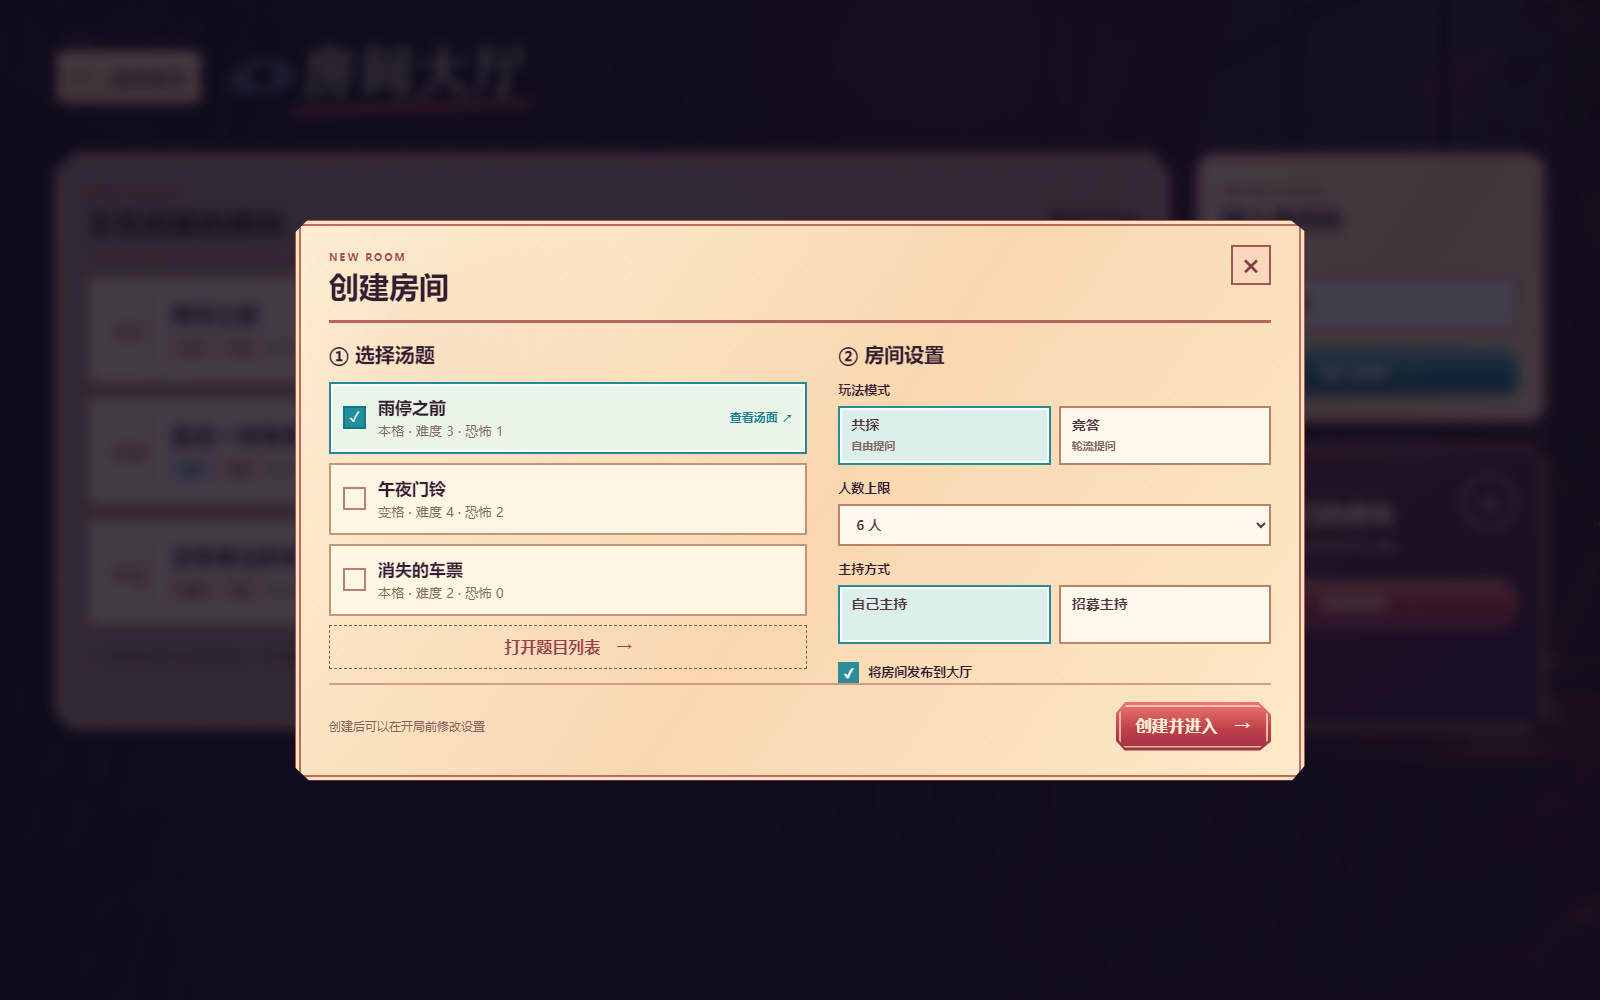 房间大厅
NEW ROOM
创建房间
① 选择汤题
雨停之前
本格 · 难度 3 · 恐怖 1
查看汤面 ↗
午夜门铃
变格 · 难度 4 · 恐怖 2
消失的车票
本格 · 难度 2 · 恐怖 0
打开题目列表 →
② 房间设置
玩法模式
共探
自由提问
竞答
轮流提问
人数上限
6 人
主持方式
自己主持
招募主持
将房间发布到大厅
创建后可以在开局前修改设置
创建并进入 →